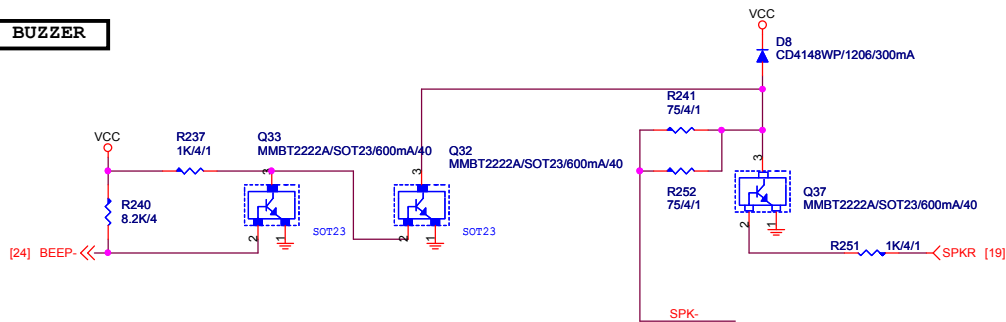 BUZZER
VCC
D8
CD4148WP/1206/300mA
R241
75/4/1
VCC
R237
1K/4/1
Q33
MMBT2222A/SOT23/600mA/40
Q32
MMBT2222A/SOT23/600mA/40
3
3
3
R252
75/4/1
Q37
MMBT2222A/SOT23/600mA/40
R240
8.2K/4
2
1
SOT23
2
1
SOT23
2
1
[24] BEEP-
R251
1K/4/1
SPKR [19]
SPK-